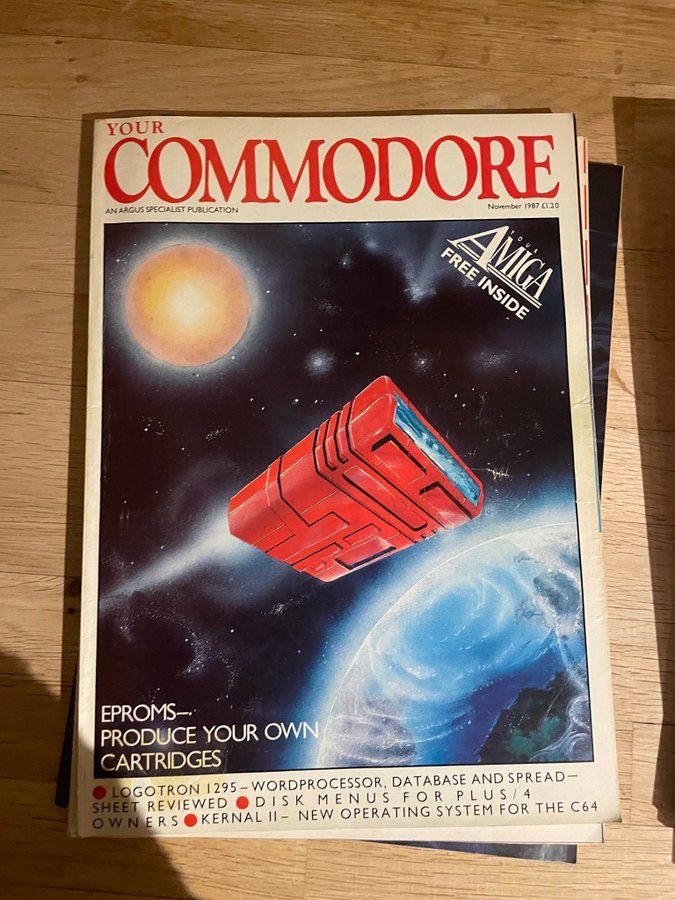 YOUR
COMMODORE
AN ARGUS SPECIALIST PUBLICATION
November 1987 £1.20
YOUR
AMIGA
FREE INSIDE
EPROMS–
PRODUCE YOUR OWN
CARTRIDGES
● LOGOTRON 1295 – WORDPROCESSOR, DATABASE AND SPREAD–
SHEET REVIEWED ● DISK MENUS FOR PLUS/4
OWNERS ● KERNAL II – NEW OPERATING SYSTEM FOR THE C64